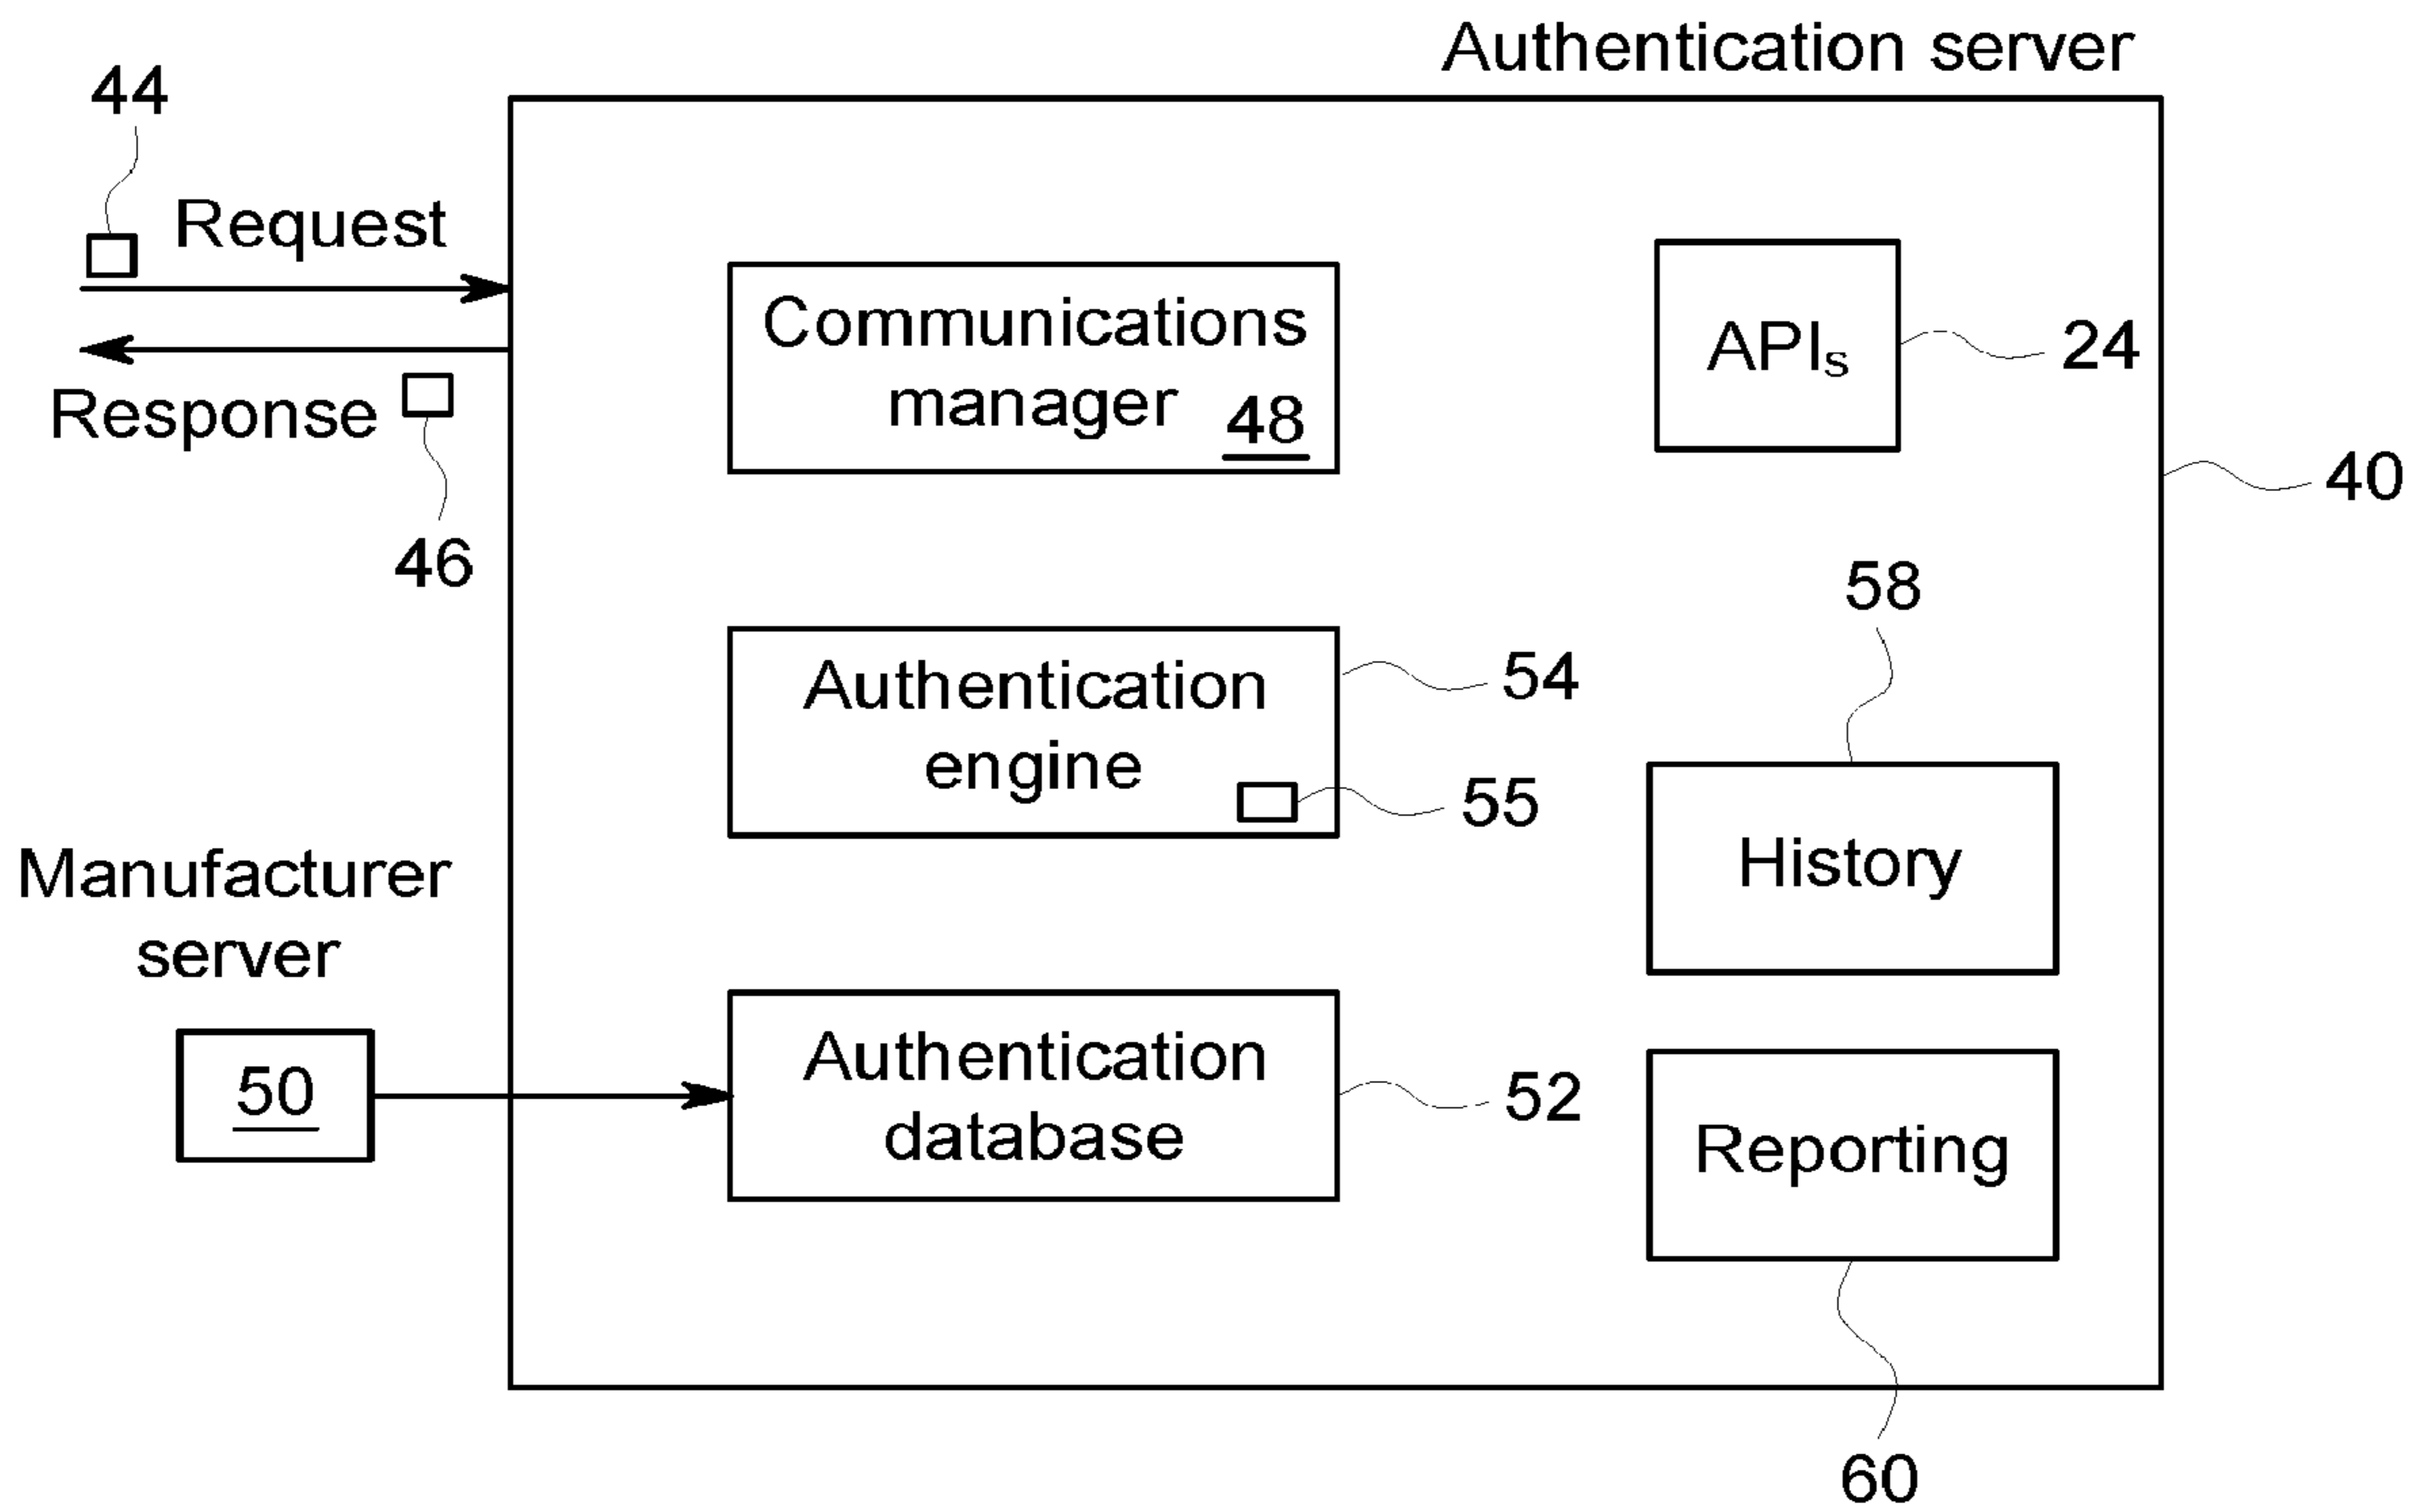 Authentication server
44
Request
Response
46
Communications
manager
48
APIs
24
40
58
Authentication
engine
54
55
History
Manufacturer
server
50
Authentication
database
52
Reporting
60